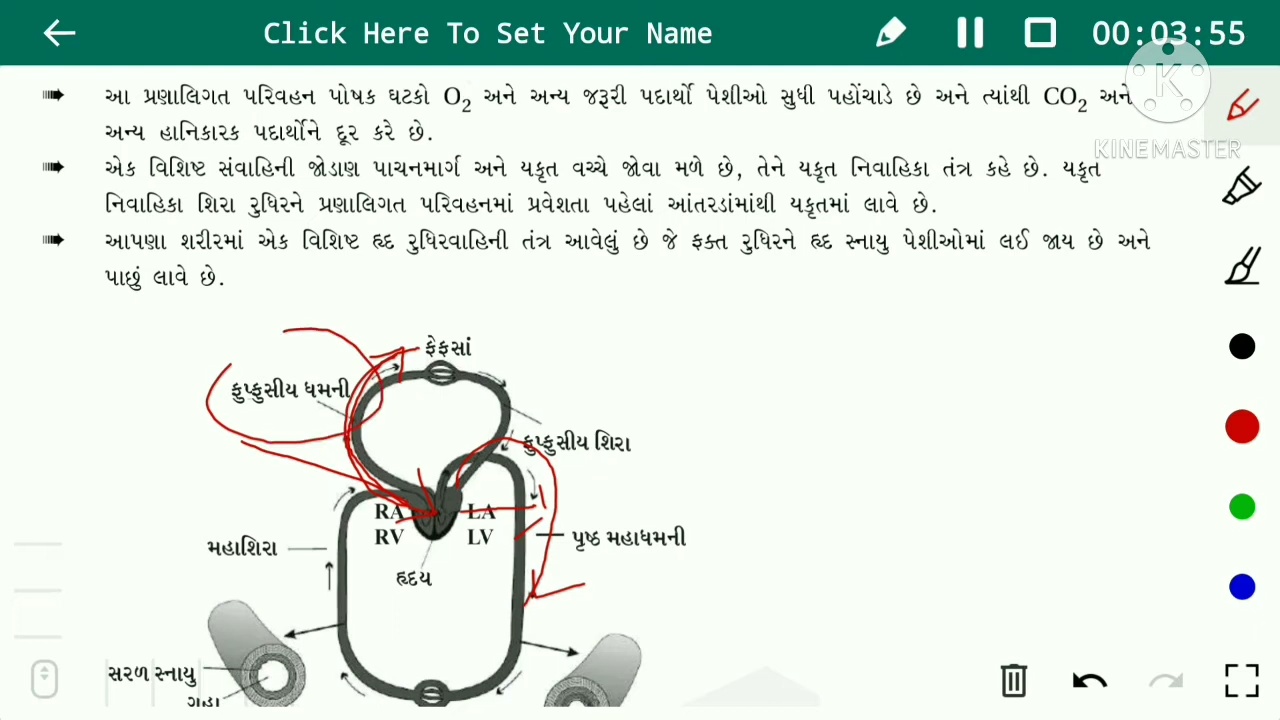 Click Here To Set Your Name
00:03:55
KINEMASTER
આ પ્રણાલિગત પરિવહન પોષક ઘટકો O₂ અને અન્ય જરૂરી પદાર્થો પેશીઓ સુધી પહોંચાડે છે અને ત્યાંથી CO₂ અને
અન્ય હાનિકારક પદાર્થોને દૂર કરે છે.
એક વિશિષ્ટ સંવાહિની જોડાણ પાચનમાર્ગ અને યકૃત વચ્ચે જોવા મળે છે, તેને યકૃત નિવાહિકા તંત્ર કહે છે. યકૃત
નિવાહિકા શિરા રુધિરને પ્રણાલિગત પરિવહનમાં પ્રવેશતા પહેલાં આંતરડાંમાંથી યકૃતમાં લાવે છે.
આપણા શરીરમાં એક વિશિષ્ટ હૃદ રુધિરવાહિની તંત્ર આવેલું છે જે ફક્ત રુધિરને હૃદ સ્નાયુ પેશીઓમાં લઈ જાય છે અને
પાછું લાવે છે.
ફેફસાં
ફુપ્ફુસીય ધમની
ફુપ્ફુસીય શિરા
RA LA
RV LV
પૃષ્ઠ મહાધમની
મહાશિરા
હૃદય
સરળ સ્નાયુ